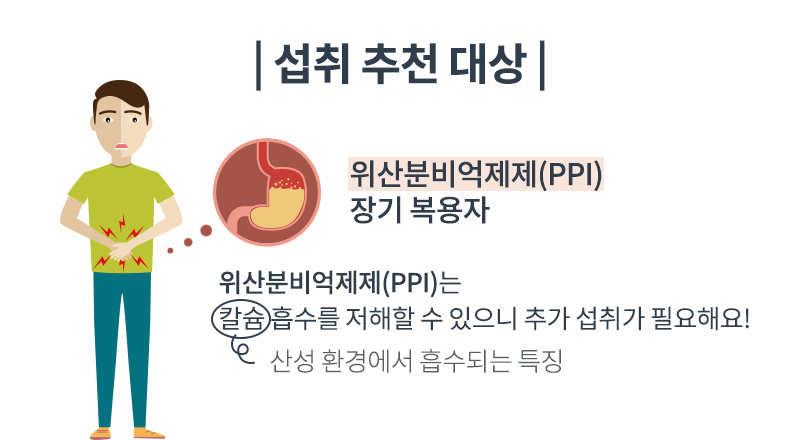 | 섭취 추천 대상 |
위산분비억제제(PPI)
장기 복용자
위산분비억제제(PPI)는
칼슘 흡수를 저해할 수 있으니 추가 섭취가 필요해요!
산성 환경에서 흡수되는 특징